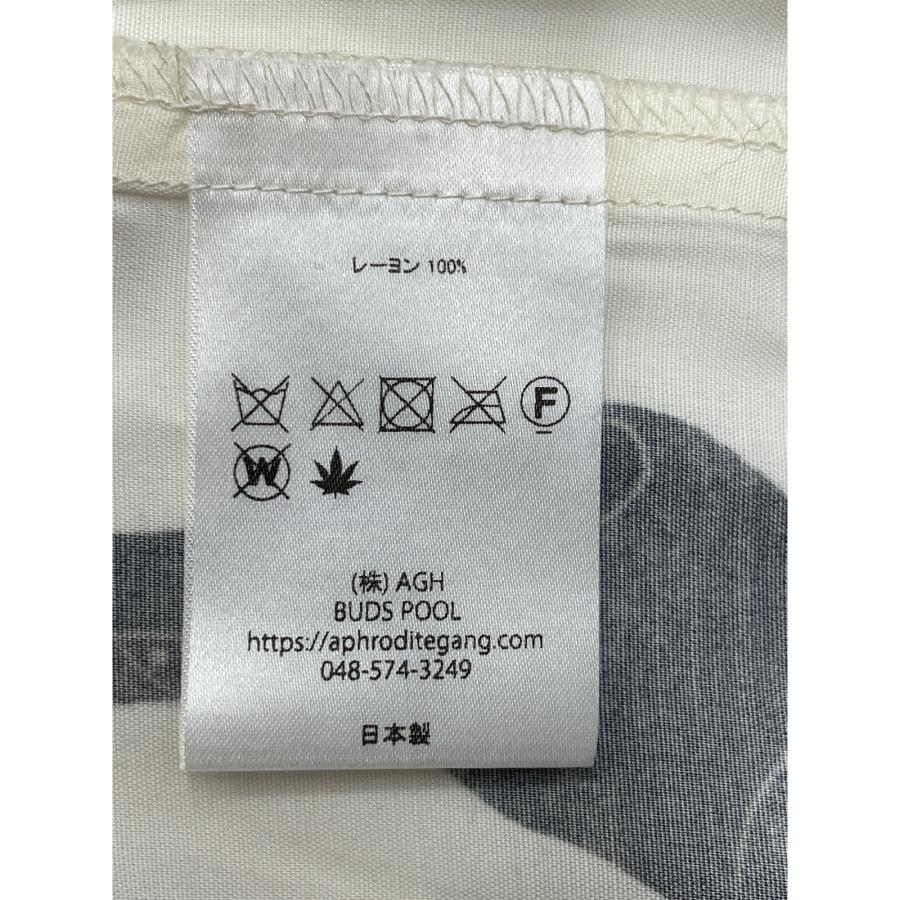 レーヨン 100%
F
W
(株) AGH
BUDS POOL
https://aphroditegang.com
048-574-3249
日本製